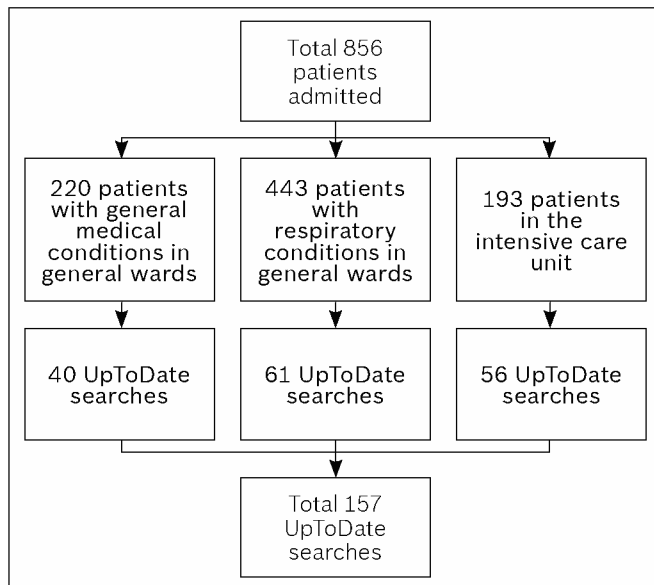 Total 856
patients
admitted
220 patients
with general
medical
conditions in
general wards
443 patients
with
respiratory
conditions in
general wards
193 patients
in the
intensive care
unit
40 UpToDate
searches
61 UpToDate
searches
56 UpToDate
searches
Total 157
UpToDate
searches